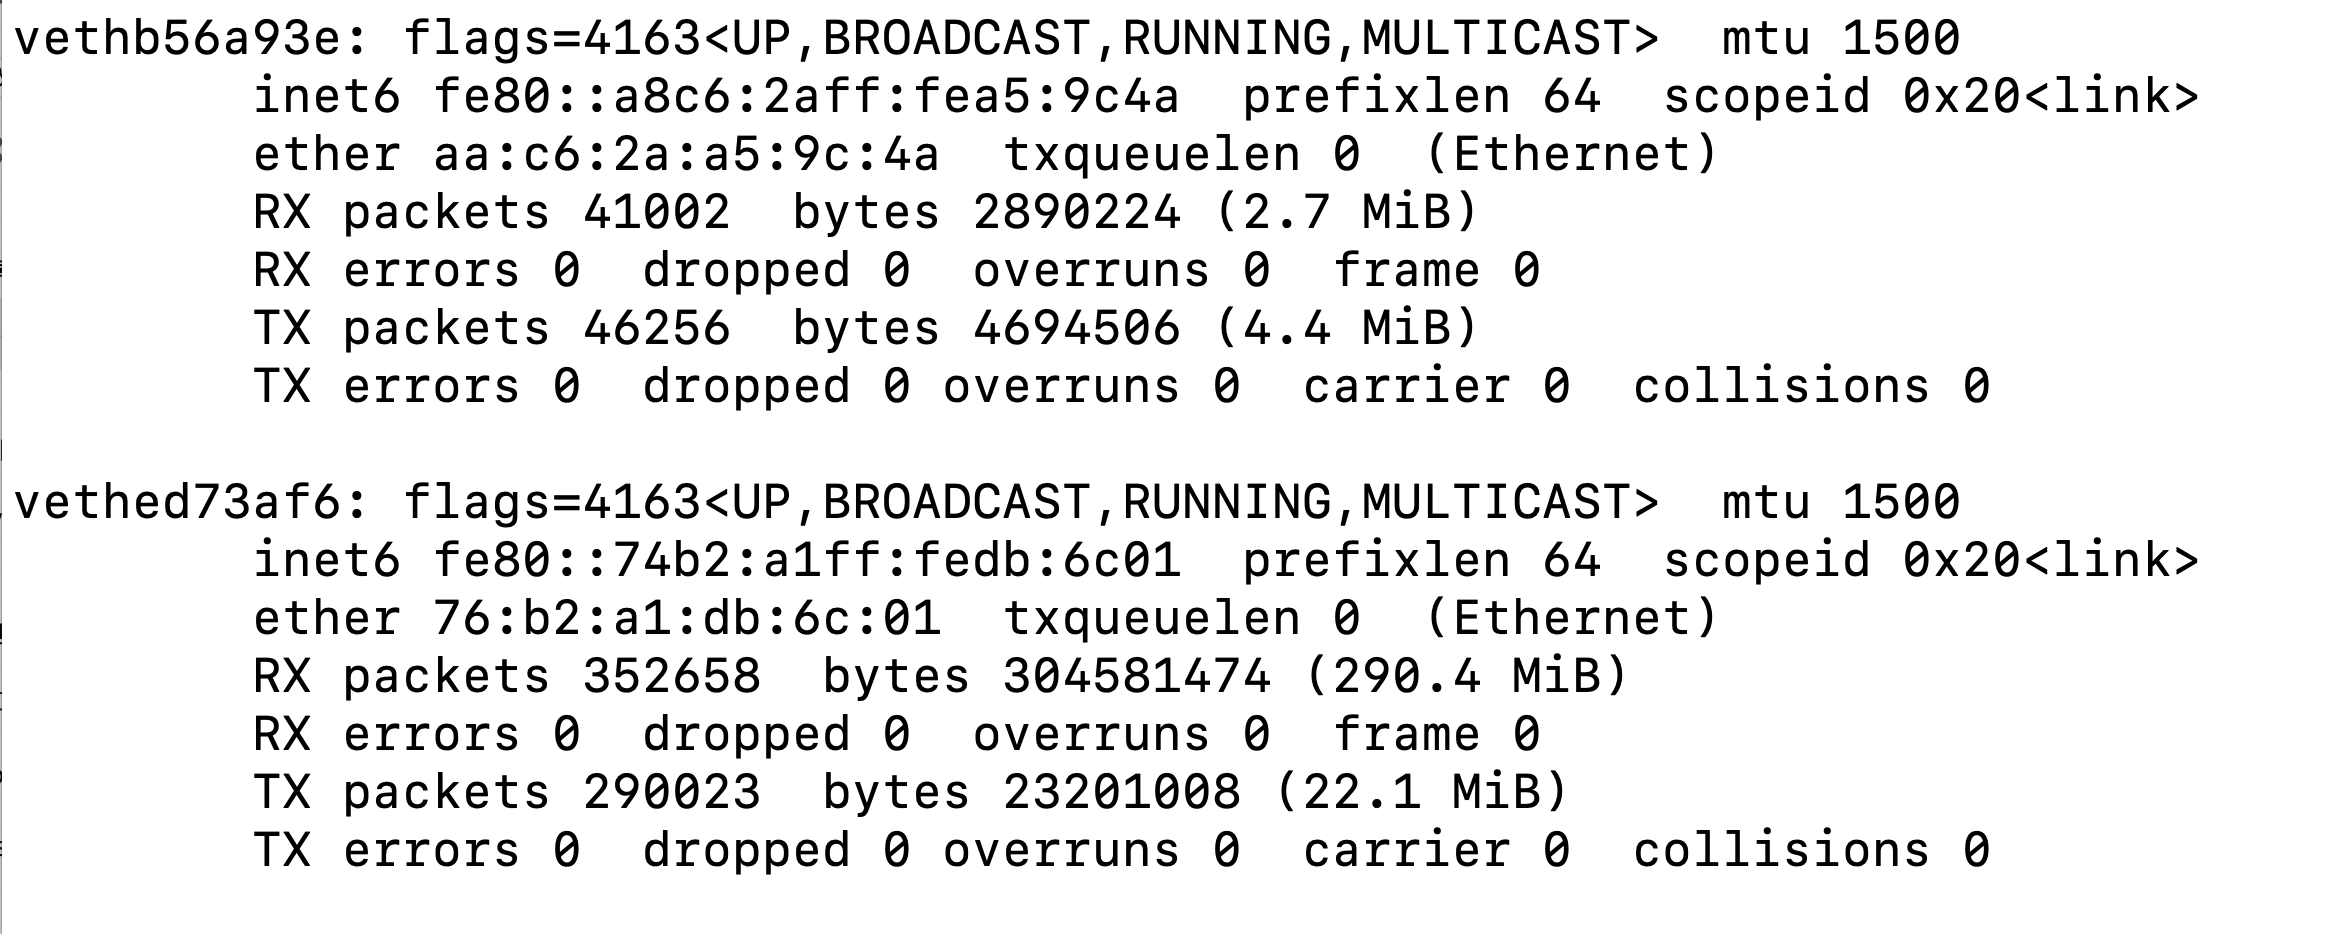 vethb56a93e: flags=4163<UP,BROADCAST,RUNNING,MULTICAST>  mtu 1500
        inet6 fe80::a8c6:2aff:fea5:9c4a  prefixlen 64  scopeid 0x20<link>
        ether aa:c6:2a:a5:9c:4a  txqueuelen 0  (Ethernet)
        RX packets 41002  bytes 2890224 (2.7 MiB)
        RX errors 0  dropped 0  overruns 0  frame 0
        TX packets 46256  bytes 4694506 (4.4 MiB)
        TX errors 0  dropped 0 overruns 0  carrier 0  collisions 0

vethed73af6: flags=4163<UP,BROADCAST,RUNNING,MULTICAST>  mtu 1500
        inet6 fe80::74b2:a1ff:fedb:6c01  prefixlen 64  scopeid 0x20<link>
        ether 76:b2:a1:db:6c:01  txqueuelen 0  (Ethernet)
        RX packets 352658  bytes 304581474 (290.4 MiB)
        RX errors 0  dropped 0  overruns 0  frame 0
        TX packets 290023  bytes 23201008 (22.1 MiB)
        TX errors 0  dropped 0 overruns 0  carrier 0  collisions 0